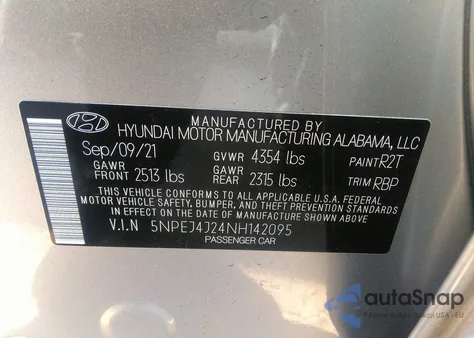 MANUFACTURED BY
HYUNDAI MOTOR MANUFACTURING ALABAMA, LLC
Sep/09/21 GVWR 4354 lbs PAINT R2T
GAWR FRONT 2513 lbs GAWR REAR 2315 lbs TRIM RBP
THIS VEHICLE CONFORMS TO ALL APPLICABLE U.S.A. FEDERAL
MOTOR VEHICLE SAFETY, BUMPER, AND THEFT PREVENTION STANDARDS
IN EFFECT ON THE DATE OF MANUFACTURE SHOWN ABOVE.
V.I.N 5NPEJ4J24NH142095
PASSENGER CAR
autoSnap